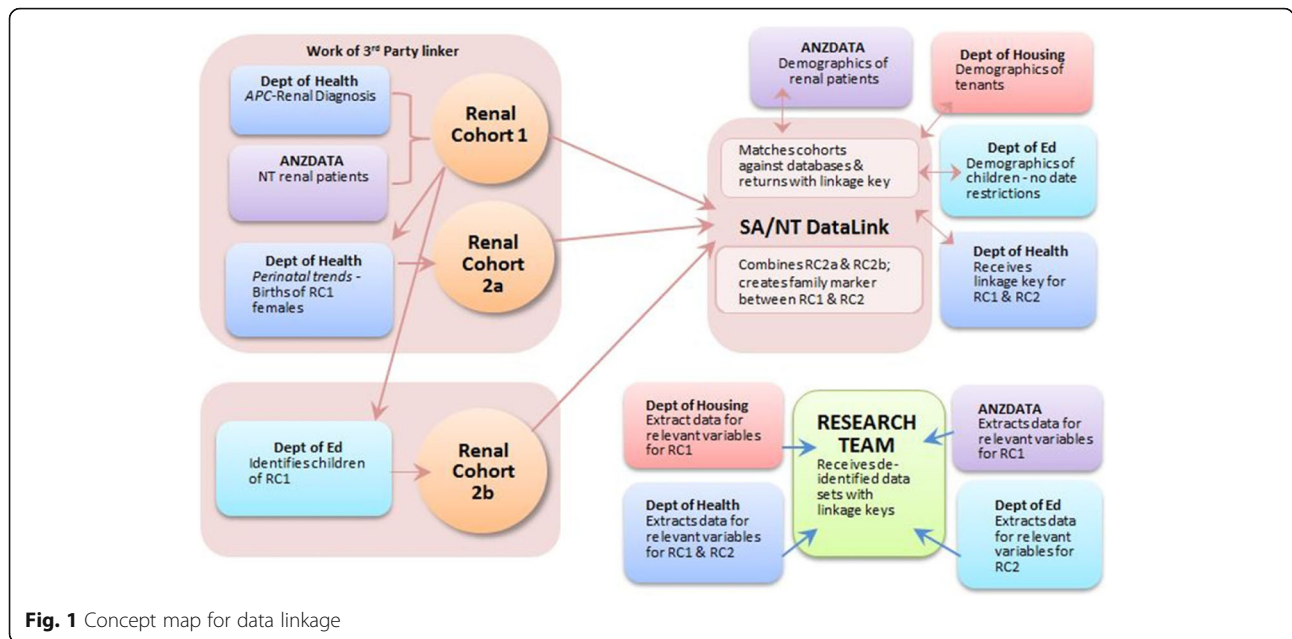 Work of 3rd Party linker
Dept of Health
APC-Renal Diagnosis
ANZDATA
NT renal patients
Renal
Cohort 1
Dept of Health
Perinatal trends -
Births of RC1
females
Renal
Cohort
2a
Dept of Ed
Identifies children
of RC1
Renal
Cohort
2b
ANZDATA
Demographics of
renal patients
Dept of Housing
Demographics of
tenants
Matches cohorts
against databases &
returns with linkage key
Dept of Ed
Demographics of
children - no date
restrictions
SA/NT DataLink
Combines RC2a & RC2b;
creates family marker
between RC1 & RC2
Dept of Health
Receives
linkage key for
RC1 & RC2
Dept of Housing
Extract data for
relevant variables
for RC1
RESEARCH
TEAM
Receives de-
identified data
sets with
linkage keys
ANZDATA
Extracts data for
relevant variables
for RC1
Dept of Health
Extracts data for
relevant variables
for RC1 & RC2
Dept of Ed
Extracts data
for relevant
variables for
RC2
Fig. 1 Concept map for data linkage